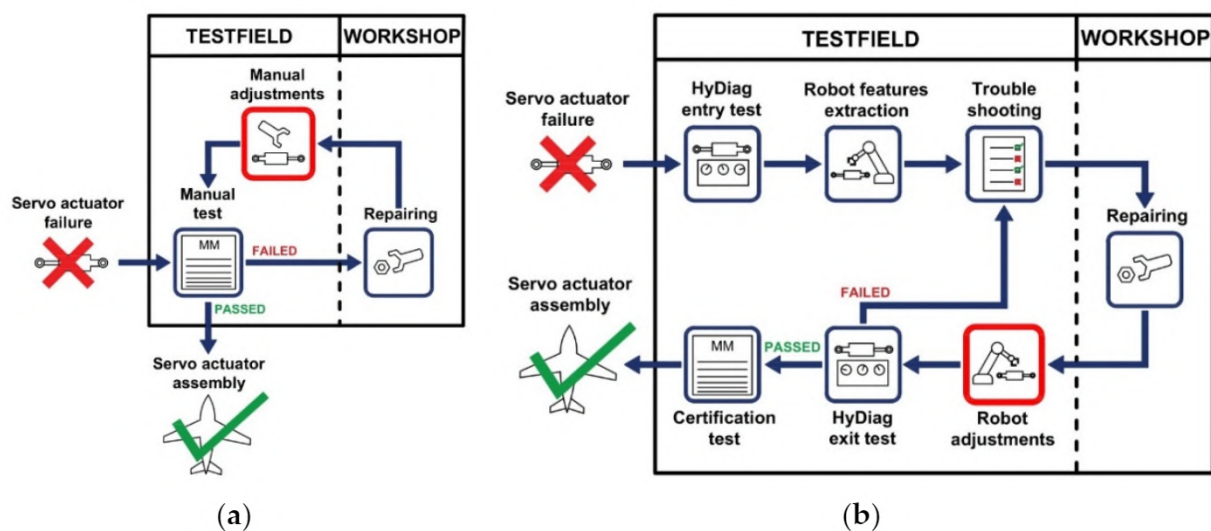 TESTFIELD
WORKSHOP
Manual
adjustments
Manual
test
Servo actuator
failure
MM
FAILED
Repairing
PASSED
Servo actuator
assembly
(a)
TESTFIELD
WORKSHOP
Servo actuator
failure
HyDiag
entry test
Robot features
extraction
Trouble
shooting
Repairing
Servo actuator
assembly
FAILED
MM
PASSED
Certification
test
HyDiag
exit test
Robot
adjustments
(b)